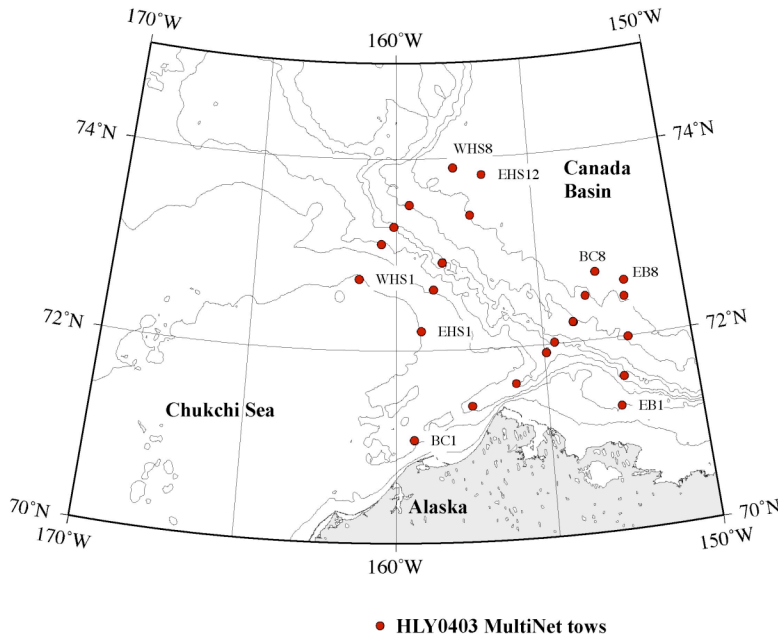 170˚W
160˚W
150˚W
74˚N
74˚N
WHS8
EHS12
Canada
Basin
BC8
EB8
WHS1
72˚N
72˚N
EHS1
Chukchi Sea
EB1
BC1
Alaska
70˚N
70˚N
170˚W
160˚W
150˚W
HLY0403 MultiNet tows